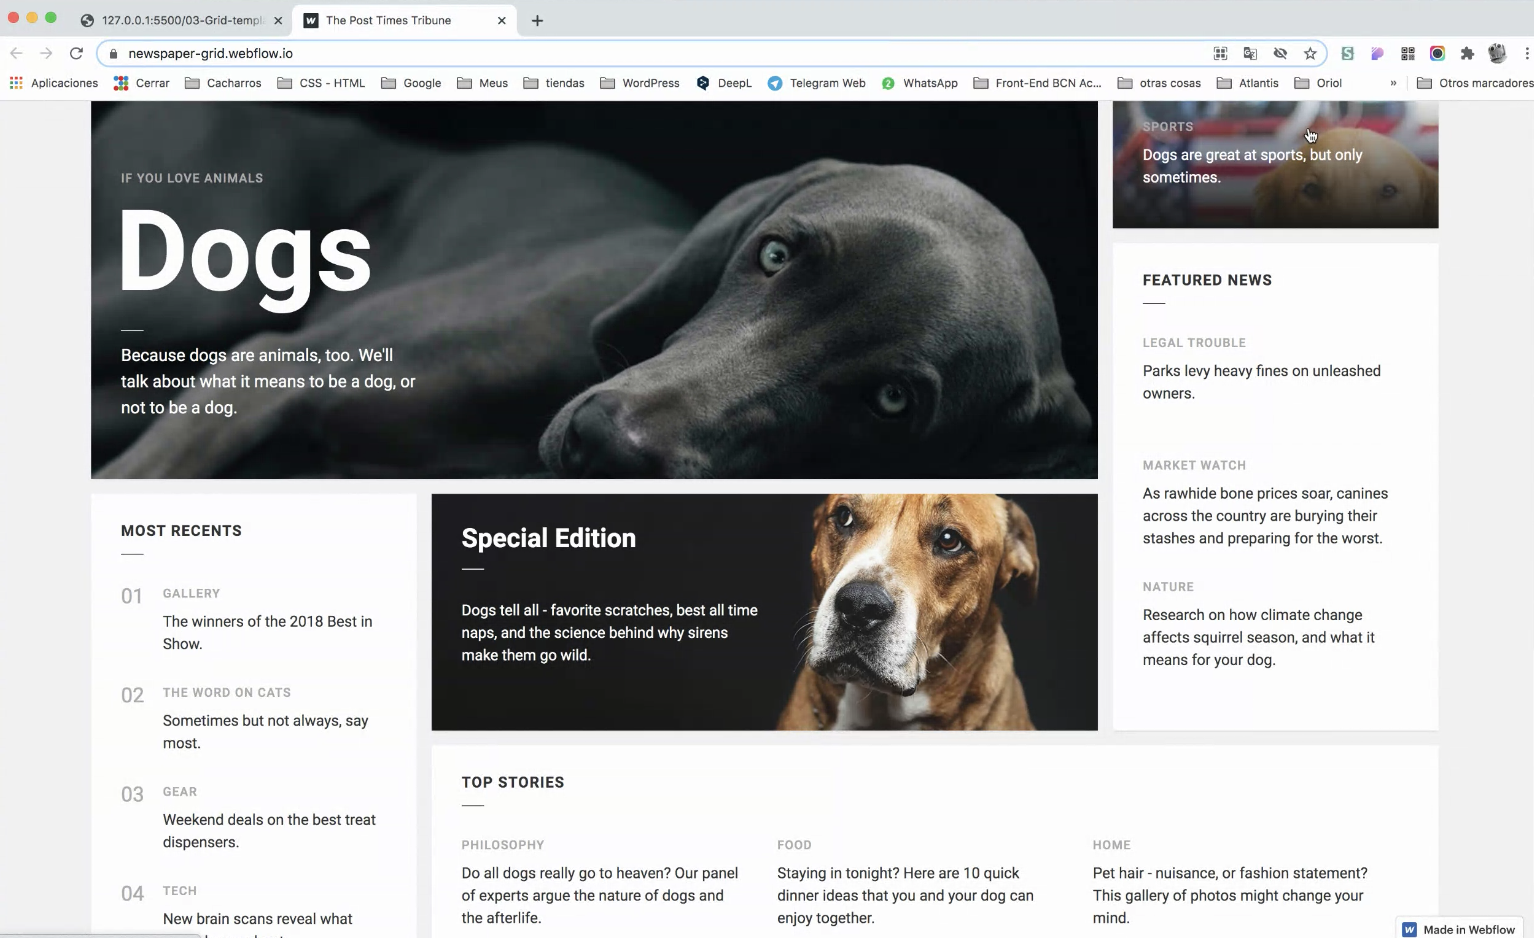 127.0.0.1:5500/03-Grid-templ
The Post Times Tribune
newspaper-grid.webflow.io
Aplicaciones
Cerrar
Cacharros
CSS - HTML
Google
Meus
tiendas
WordPress
DeepL
Telegram Web
WhatsApp
Front-End BCN Ac...
otras cosas
Atlantis
Oriol
»
Otros marcadores
IF YOU LOVE ANIMALS
Dogs
Because dogs are animals, too. We'll
talk about what it means to be a dog, or
not to be a dog.
SPORTS
Dogs are great at sports, but only
sometimes.
FEATURED NEWS
LEGAL TROUBLE
Parks levy heavy fines on unleashed
owners.
MARKET WATCH
As rawhide bone prices soar, canines
across the country are burying their
stashes and preparing for the worst.
NATURE
Research on how climate change
affects squirrel season, and what it
means for your dog.
MOST RECENTS
01 GALLERY
The winners of the 2018 Best in
Show.
02 THE WORD ON CATS
Sometimes but not always, say
most.
03 GEAR
Weekend deals on the best treat
dispensers.
04 TECH
New brain scans reveal what
Special Edition
Dogs tell all - favorite scratches, best all time
naps, and the science behind why sirens
make them go wild.
TOP STORIES
PHILOSOPHY
Do all dogs really go to heaven? Our panel
of experts argue the nature of dogs and
the afterlife.
FOOD
Staying in tonight? Here are 10 quick
dinner ideas that you and your dog can
enjoy together.
HOME
Pet hair - nuisance, or fashion statement?
This gallery of photos might change your
mind.
Made in Webflow